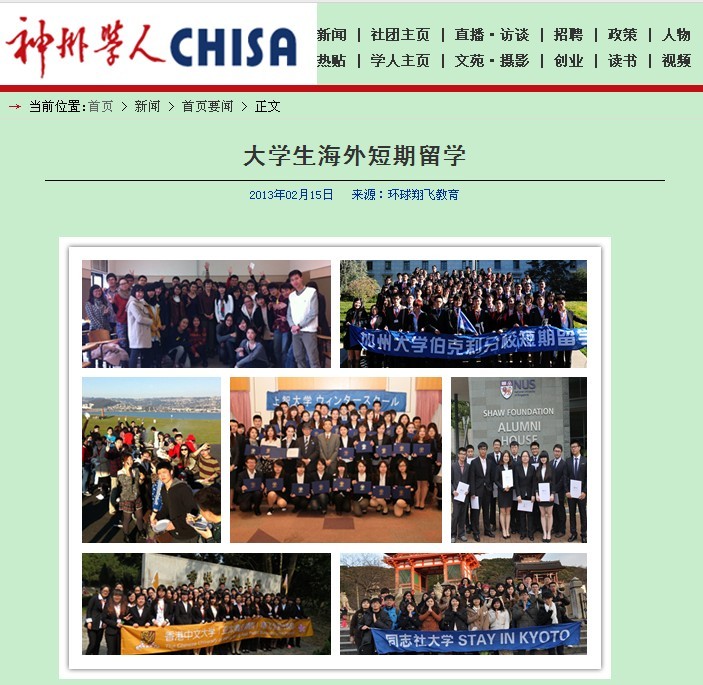 神州学人 CHISA
新闻 | 社团主页 | 直播·访谈 | 招聘 | 政策 | 人物
热贴 | 学人主页 | 文苑·摄影 | 创业 | 读书 | 视频
→ 当前位置:首页 > 新闻 > 首页要闻 > 正文
大学生海外短期留学
2013年02月15日 来源：环球翔飞教育
加州大学伯克利分校短期留学
上智大学 ウィンタースクール
NUS
SHAW FOUNDATION
ALUMNI
HOUSE
香港中文大学
同志社大学 STAY IN KYOTO